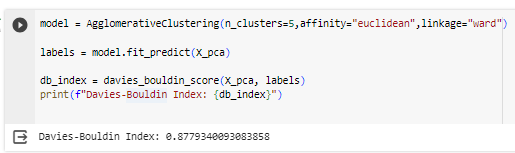 model = AgglomerativeClustering(n_clusters=5,affinity="euclidean",linkage="ward")
labels = model.fit_predict(X_pca)
db_index = davies_bouldin_score(X_pca, labels)
print(f"Davies-Bouldin Index: {db_index}")
Davies-Bouldin Index: 0.8779340093083858